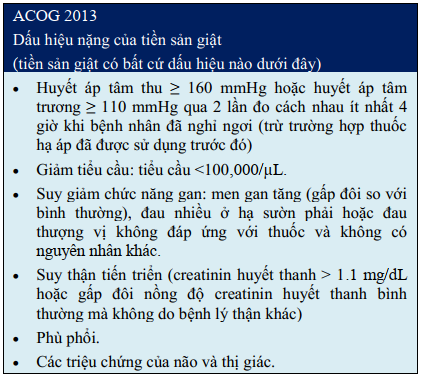 ACOG 2013
Dấu hiệu nặng của tiền sản giật
(tiền sản giật có bất cứ dấu hiệu nào dưới đây)
• Huyết áp tâm thu ≥ 160 mmHg hoặc huyết áp tâm
trương ≥ 110 mmHg qua 2 lần đo cách nhau ít nhất 4
giờ khi bệnh nhân đã nghỉ ngơi (trừ trường hợp thuốc
hạ áp đã được sử dụng trước đó)
• Giảm tiểu cầu: tiểu cầu <100,000/μL.
• Suy giảm chức năng gan: men gan tăng (gấp đôi so với
bình thường), đau nhiều ở hạ sườn phải hoặc đau
thượng vị không đáp ứng với thuốc và không có
nguyên nhân khác.
• Suy thận tiến triển (creatinin huyết thanh > 1.1 mg/dL
hoặc gấp đôi nồng độ creatinin huyết thanh bình
thường mà không do bệnh lý thận khác)
• Phù phổi.
• Các triệu chứng của não và thị giác.